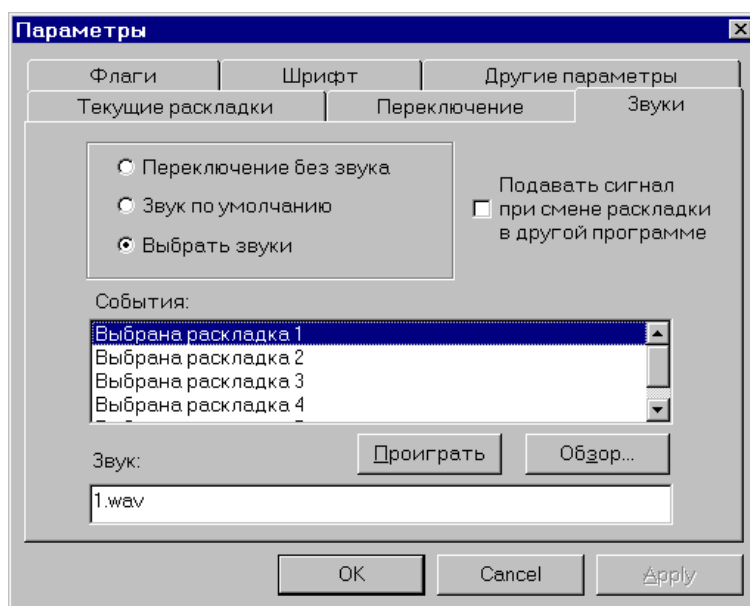 Параметры
Флаги
Шрифт
Другие параметры
Текущие раскладки
Переключение
Звуки
Переключение без звука
Звук по умолчанию
Выбрать звуки
Подавать сигнал
при смене раскладки
в другой программе
События:
Выбрана раскладка 1
Выбрана раскладка 2
Выбрана раскладка 3
Выбрана раскладка 4
Звук:
Проиграть
Обзор...
1.wav
OK
Cancel
Apply